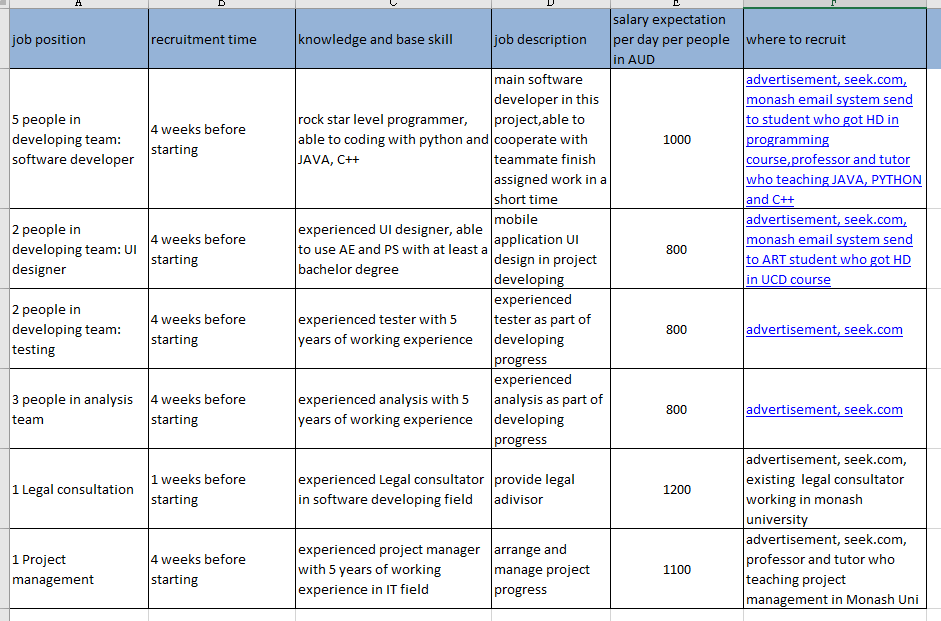 A B C D E F
job position
recruitment time
knowledge and base skill
job description
salary expectation
per day per people
in AUD
where to recruit
5 people in
developing team:
software developer
4 weeks before
starting
rock star level programmer,
able to coding with python and
JAVA, C++
main software
developer in this
project,able to
cooperate with
teammate finish
assigned work in a
short time
1000
advertisement, seek.com,
monash email system send
to student who got HD in
programming
course,professor and tutor
who teaching JAVA, PYTHON
and C++
2 people in
developing team: UI
designer
4 weeks before
starting
experienced UI designer, able
to use AE and PS with at least a
bachelor degree
mobile
application UI
design in project
developing
800
advertisement, seek.com,
monash email system send
to ART student who got HD
in UCD course
2 people in
developing team:
testing
4 weeks before
starting
experienced tester with 5
years of working experience
experienced
tester as part of
developing
progress
800
advertisement, seek.com
3 people in analysis
team
4 weeks before
starting
experienced analysis with 5
years of working experience
experienced
analysis as part of
developing
progress
800
advertisement, seek.com
1 Legal consultation
1 weeks before
starting
experienced Legal consultator
in software developing field
provide legal
adivisor
1200
advertisement, seek.com,
existing legal consultator
working in monash
university
1 Project
management
4 weeks before
starting
experienced project manager
with 5 years of working
experience in IT field
arrange and
manage project
progress
1100
advertisement, seek.com,
professor and tutor who
teaching project
management in Monash Uni